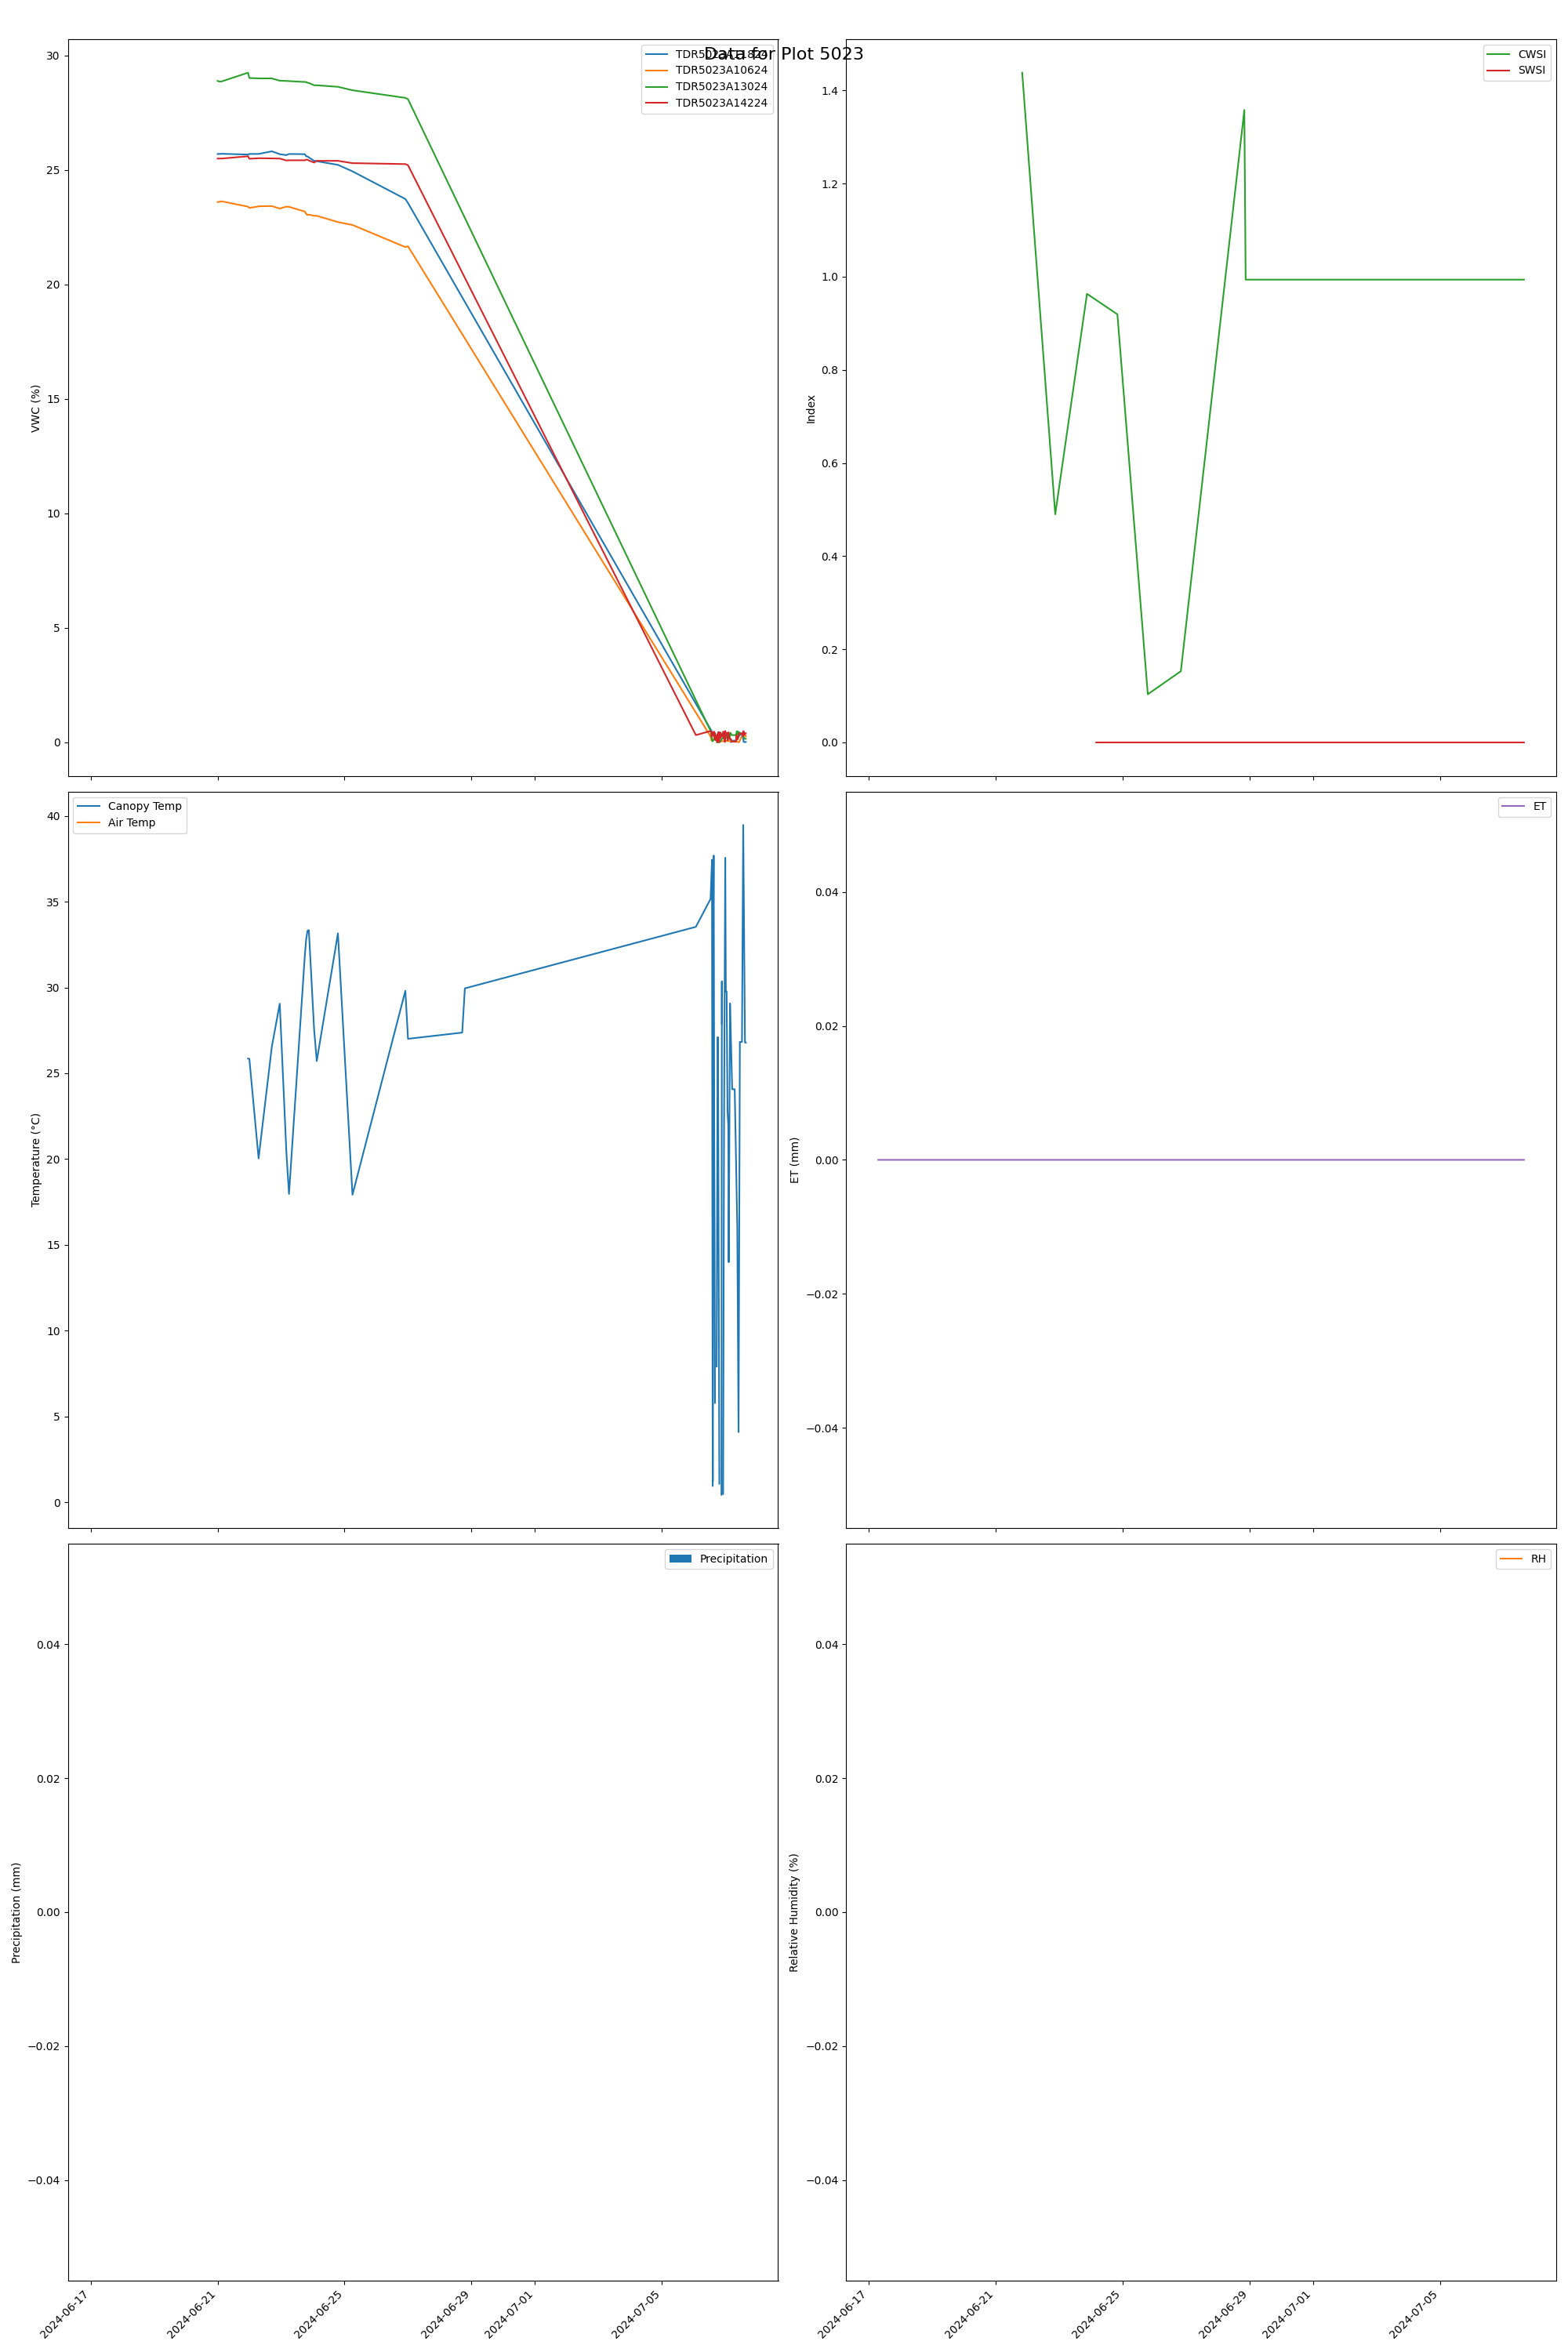 Data for Plot 5023
30
25
20
15
10
5
0
VWC (%)
TDR5023A11824
TDR5023A10624
TDR5023A13024
TDR5023A14224
1.4
1.2
1.0
0.8
0.6
0.4
0.2
0.0
Index
CWSI
SWSI
40
35
30
25
20
15
10
5
0
Temperature (°C)
Canopy Temp
Air Temp
0.04
0.02
0.00
−0.02
−0.04
ET (mm)
ET
0.04
0.02
0.00
−0.02
−0.04
Precipitation (mm)
Precipitation
2024-06-17
2024-06-21
2024-06-25
2024-06-29
2024-07-01
2024-07-05
0.04
0.02
0.00
−0.02
−0.04
Relative Humidity (%)
RH
2024-06-17
2024-06-21
2024-06-25
2024-06-29
2024-07-01
2024-07-05